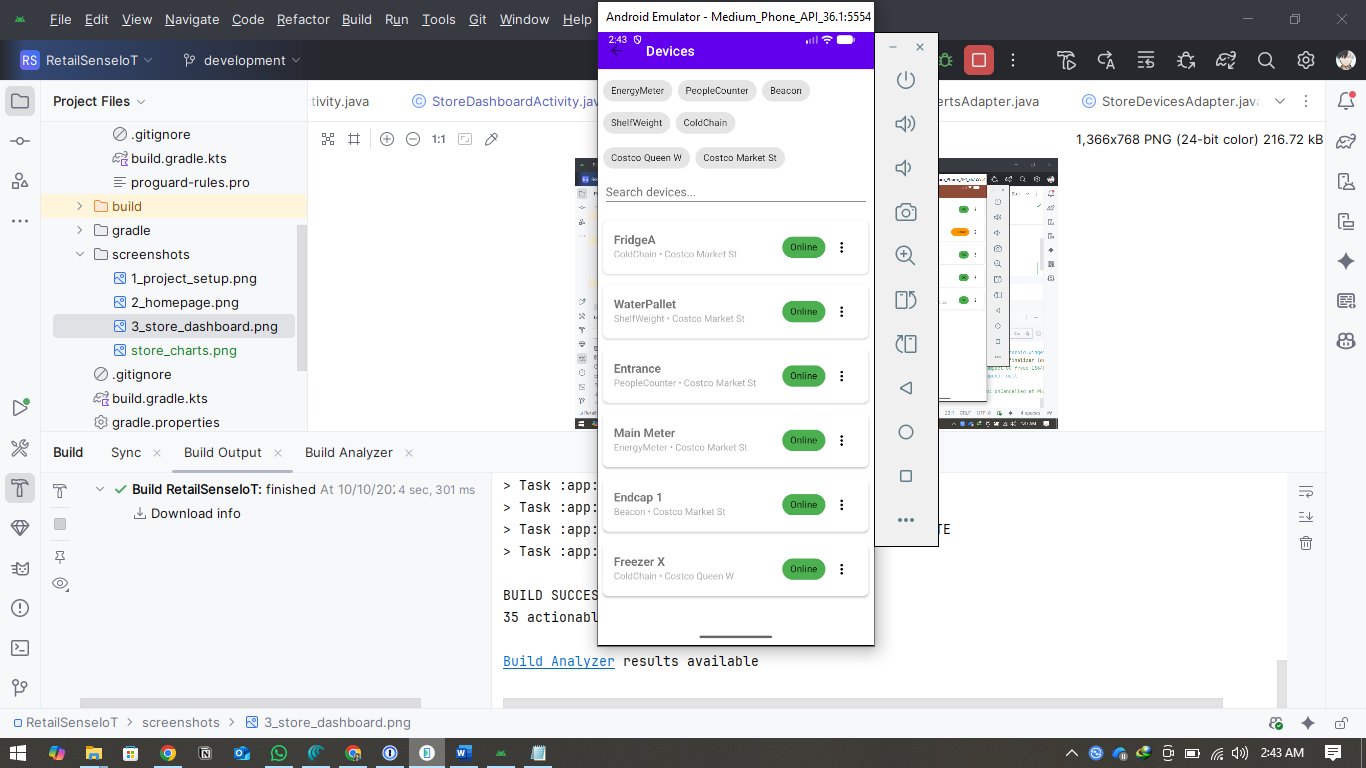 File Edit View Navigate Code Refactor Build Run Tools Git Window Help
RS RetailSenseIoT development
Android Emulator - Medium_Phone_API_36.1:5554
2:43
Devices
EnergyMeter PeopleCounter Beacon
ShelfWeight ColdChain
Costco Queen W Costco Market St
Search devices...
FridgeA
ColdChain • Costco Market St
Online
WaterPallet
ShelfWeight • Costco Market St
Online
Entrance
PeopleCounter • Costco Market St
Online
Main Meter
EnergyMeter • Costco Market St
Online
Endcap 1
Beacon • Costco Market St
Online
Freezer X
ColdChain • Costco Queen W
Online
Project Files
.gitignore
build.gradle.kts
proguard-rules.pro
build
gradle
screenshots
1_project_setup.png
2_homepage.png
3_store_dashboard.png
store_charts.png
.gitignore
build.gradle.kts
gradle.properties
tivity.java StoreDashboardActivity.jav ertsAdapter.java StoreDevicesAdapter.java
1:1
1,366x768 PNG (24-bit color) 216.72 kB
Build Sync Build Output Build Analyzer
Build RetailSenseIoT: finished At 10/10/202 4 sec, 301 ms
Download info
> Task :app:
> Task :app:
> Task :app: TE
> Task :app:
BUILD SUCCES
35 actionabl
Build Analyzer results available
RetailSenseIoT > screenshots > 3_store_dashboard.png
2:43 AM